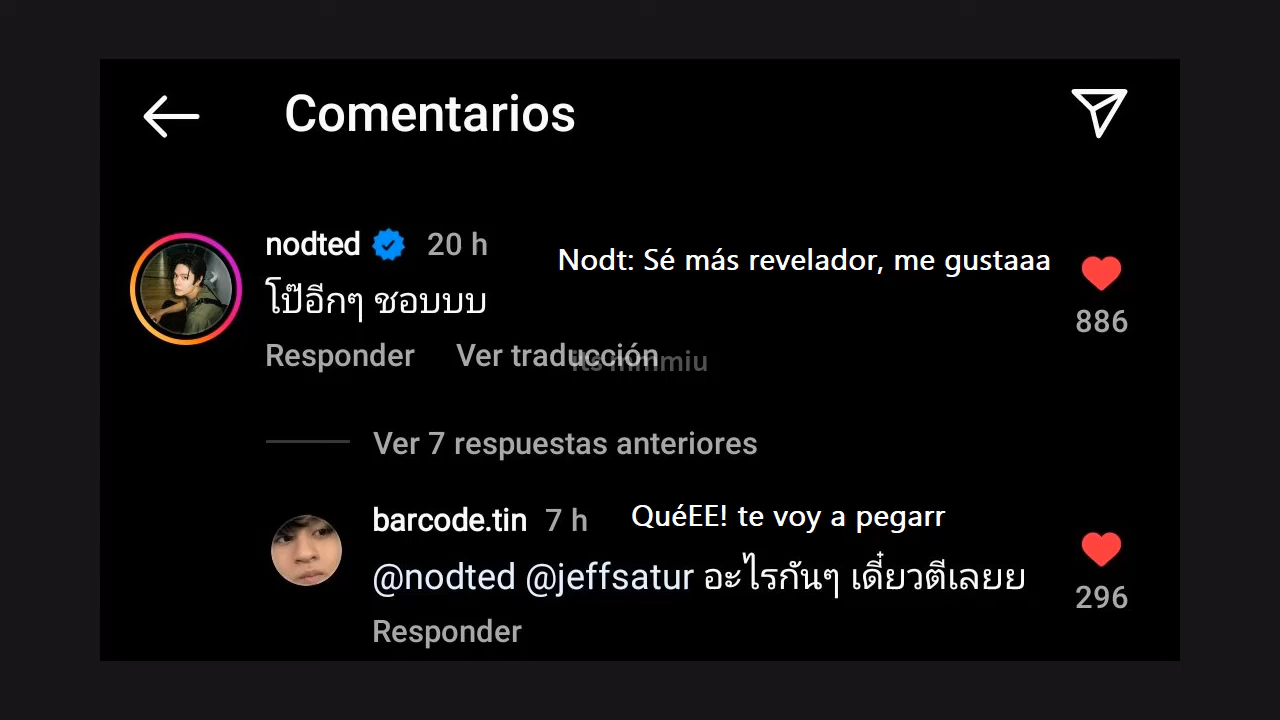 Comentarios
nodted 20 h
Nodt: Sé más revelador, me gustaaa
โป๊อีกๆ ชอบบบ
886
Responder Ver traducción
its mmmiu
Ver 7 respuestas anteriores
barcode.tin 7 h
QuéEE! te voy a pegarr
@nodted @jeffsatur อะไรกันๆ เดี๋ยวตีเลยย
296
Responder